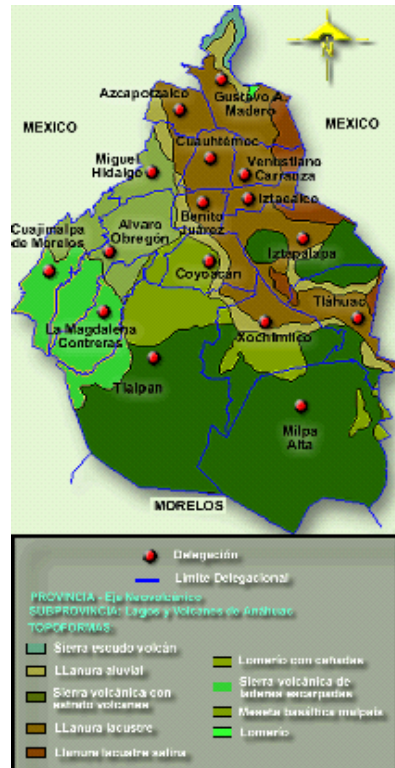 Azcapotzalco
Gustavo A.
Madero
MEXICO
MEXICO
Cuauhtémoc
Miguel
Hidalgo
Venustiano
Carranza
Iztacalco
Cuajimalpa
de Morelos
Alvaro
Obregón
Benito
Juárez
Iztapalapa
Coyoacán
Tláhuac
La Magdalena
Contreras
Xochimilco
Tlalpan
Milpa
Alta
MORELOS
Delegación
Límite Delegacional
PROVINCIA - Eje Neovolcánico
SUBPROVINCIA: Lagos y Volcanes de Anáhuac
TOPOFORMAS:
Sierra escudo volcán
LLanura aluvial
Sierra volcánica con
estrato volcanes
LLanura lacustre
Llanura lacustre salina
Lomerío con cañadas
Sierra volcánica de
laderas escarpadas
Meseta basáltica malpaís
Lomerío